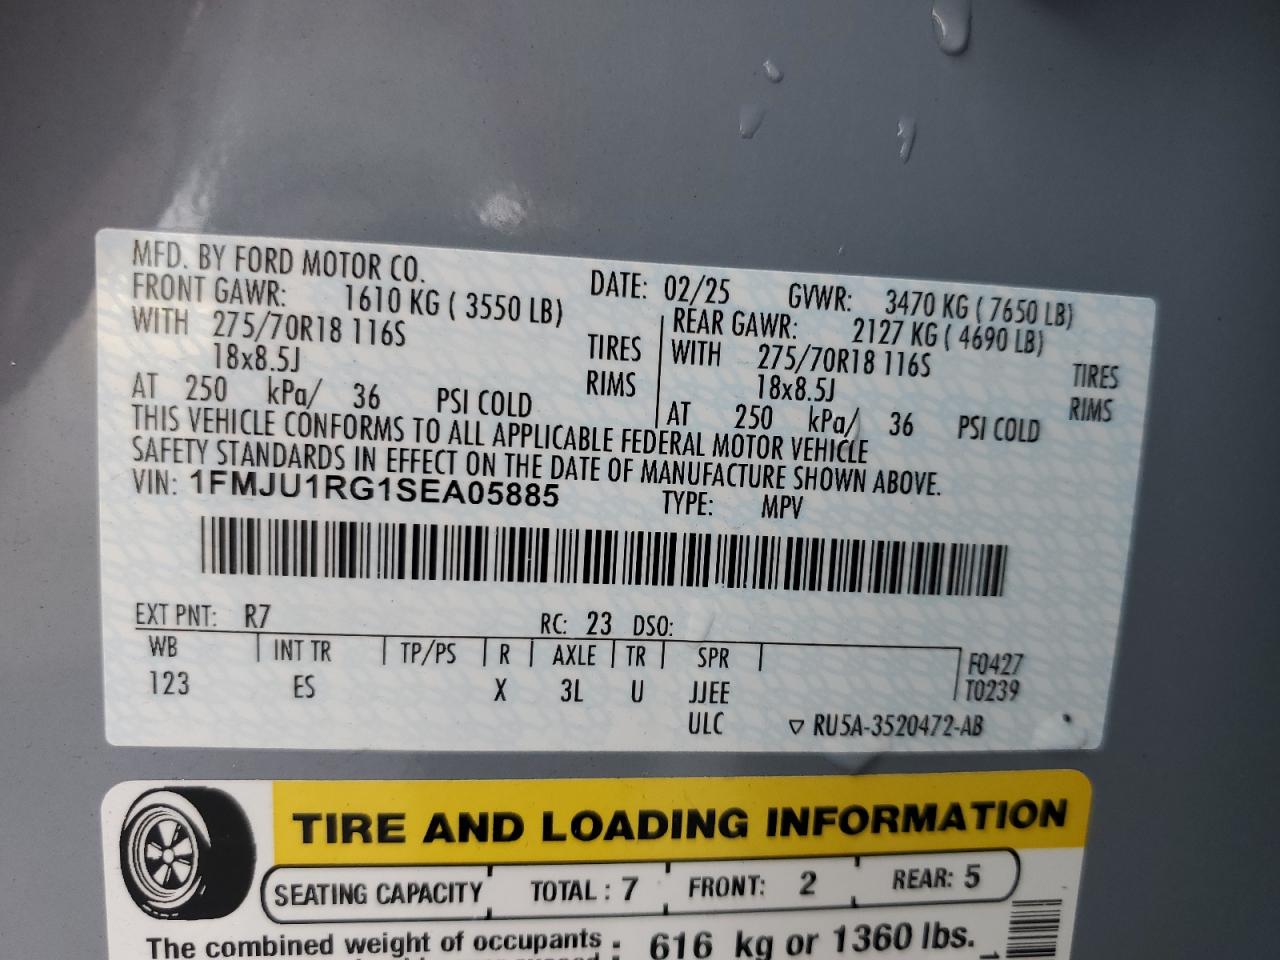 MFD. BY FORD MOTOR CO.
DATE: 02/25 GVWR: 3470 KG ( 7650 LB)
FRONT GAWR: 1610 KG ( 3550 LB)
WITH 275/70R18 116S TIRES
18x8.5J RIMS
AT 250 kPa/ 36 PSI COLD
REAR GAWR: 2127 KG ( 4690 LB)
WITH 275/70R18 116S TIRES
18x8.5J RIMS
AT 250 kPa/ 36 PSI COLD
THIS VEHICLE CONFORMS TO ALL APPLICABLE FEDERAL MOTOR VEHICLE
SAFETY STANDARDS IN EFFECT ON THE DATE OF MANUFACTURE SHOWN ABOVE.
VIN: 1FMJU1RG1SEA05885 TYPE: MPV
EXT PNT: R7 RC: 23 DSO:
WB INT TR TP/PS R AXLE TR SPR
123 ES X 3L U JJEE
ULC
F0427
T0239
RU5A-3520472-AB
TIRE AND LOADING INFORMATION
SEATING CAPACITY TOTAL : 7 FRONT: 2 REAR: 5
The combined weight of occupants : 616 kg or 1360 lbs.